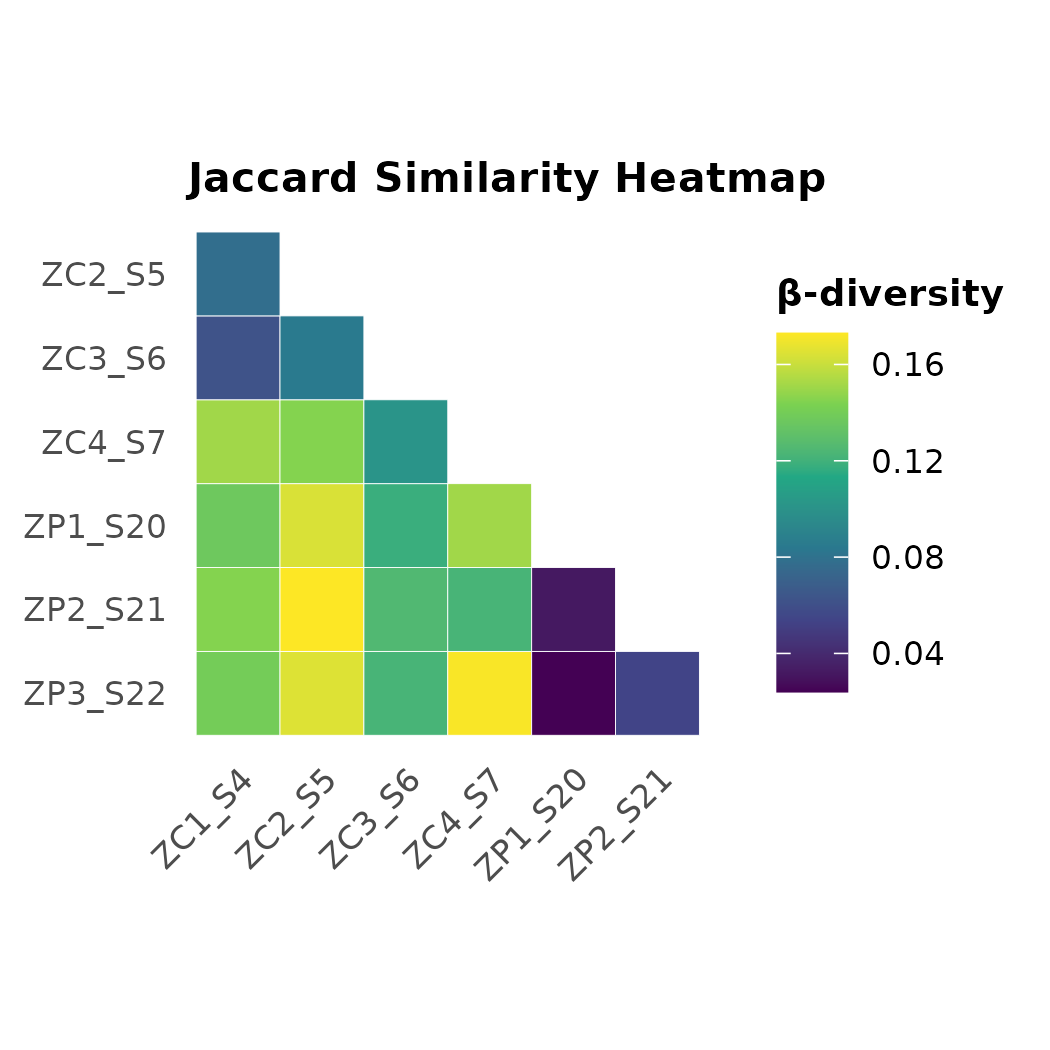 Jaccard Similarity Heatmap
ZC2_S5
ZC3_S6
ZC4_S7
ZP1_S20
ZP2_S21
ZP3_S22
ZC1_S4
ZC2_S5
ZC3_S6
ZC4_S7
ZP1_S20
ZP2_S21
β-diversity
0.16
0.12
0.08
0.04